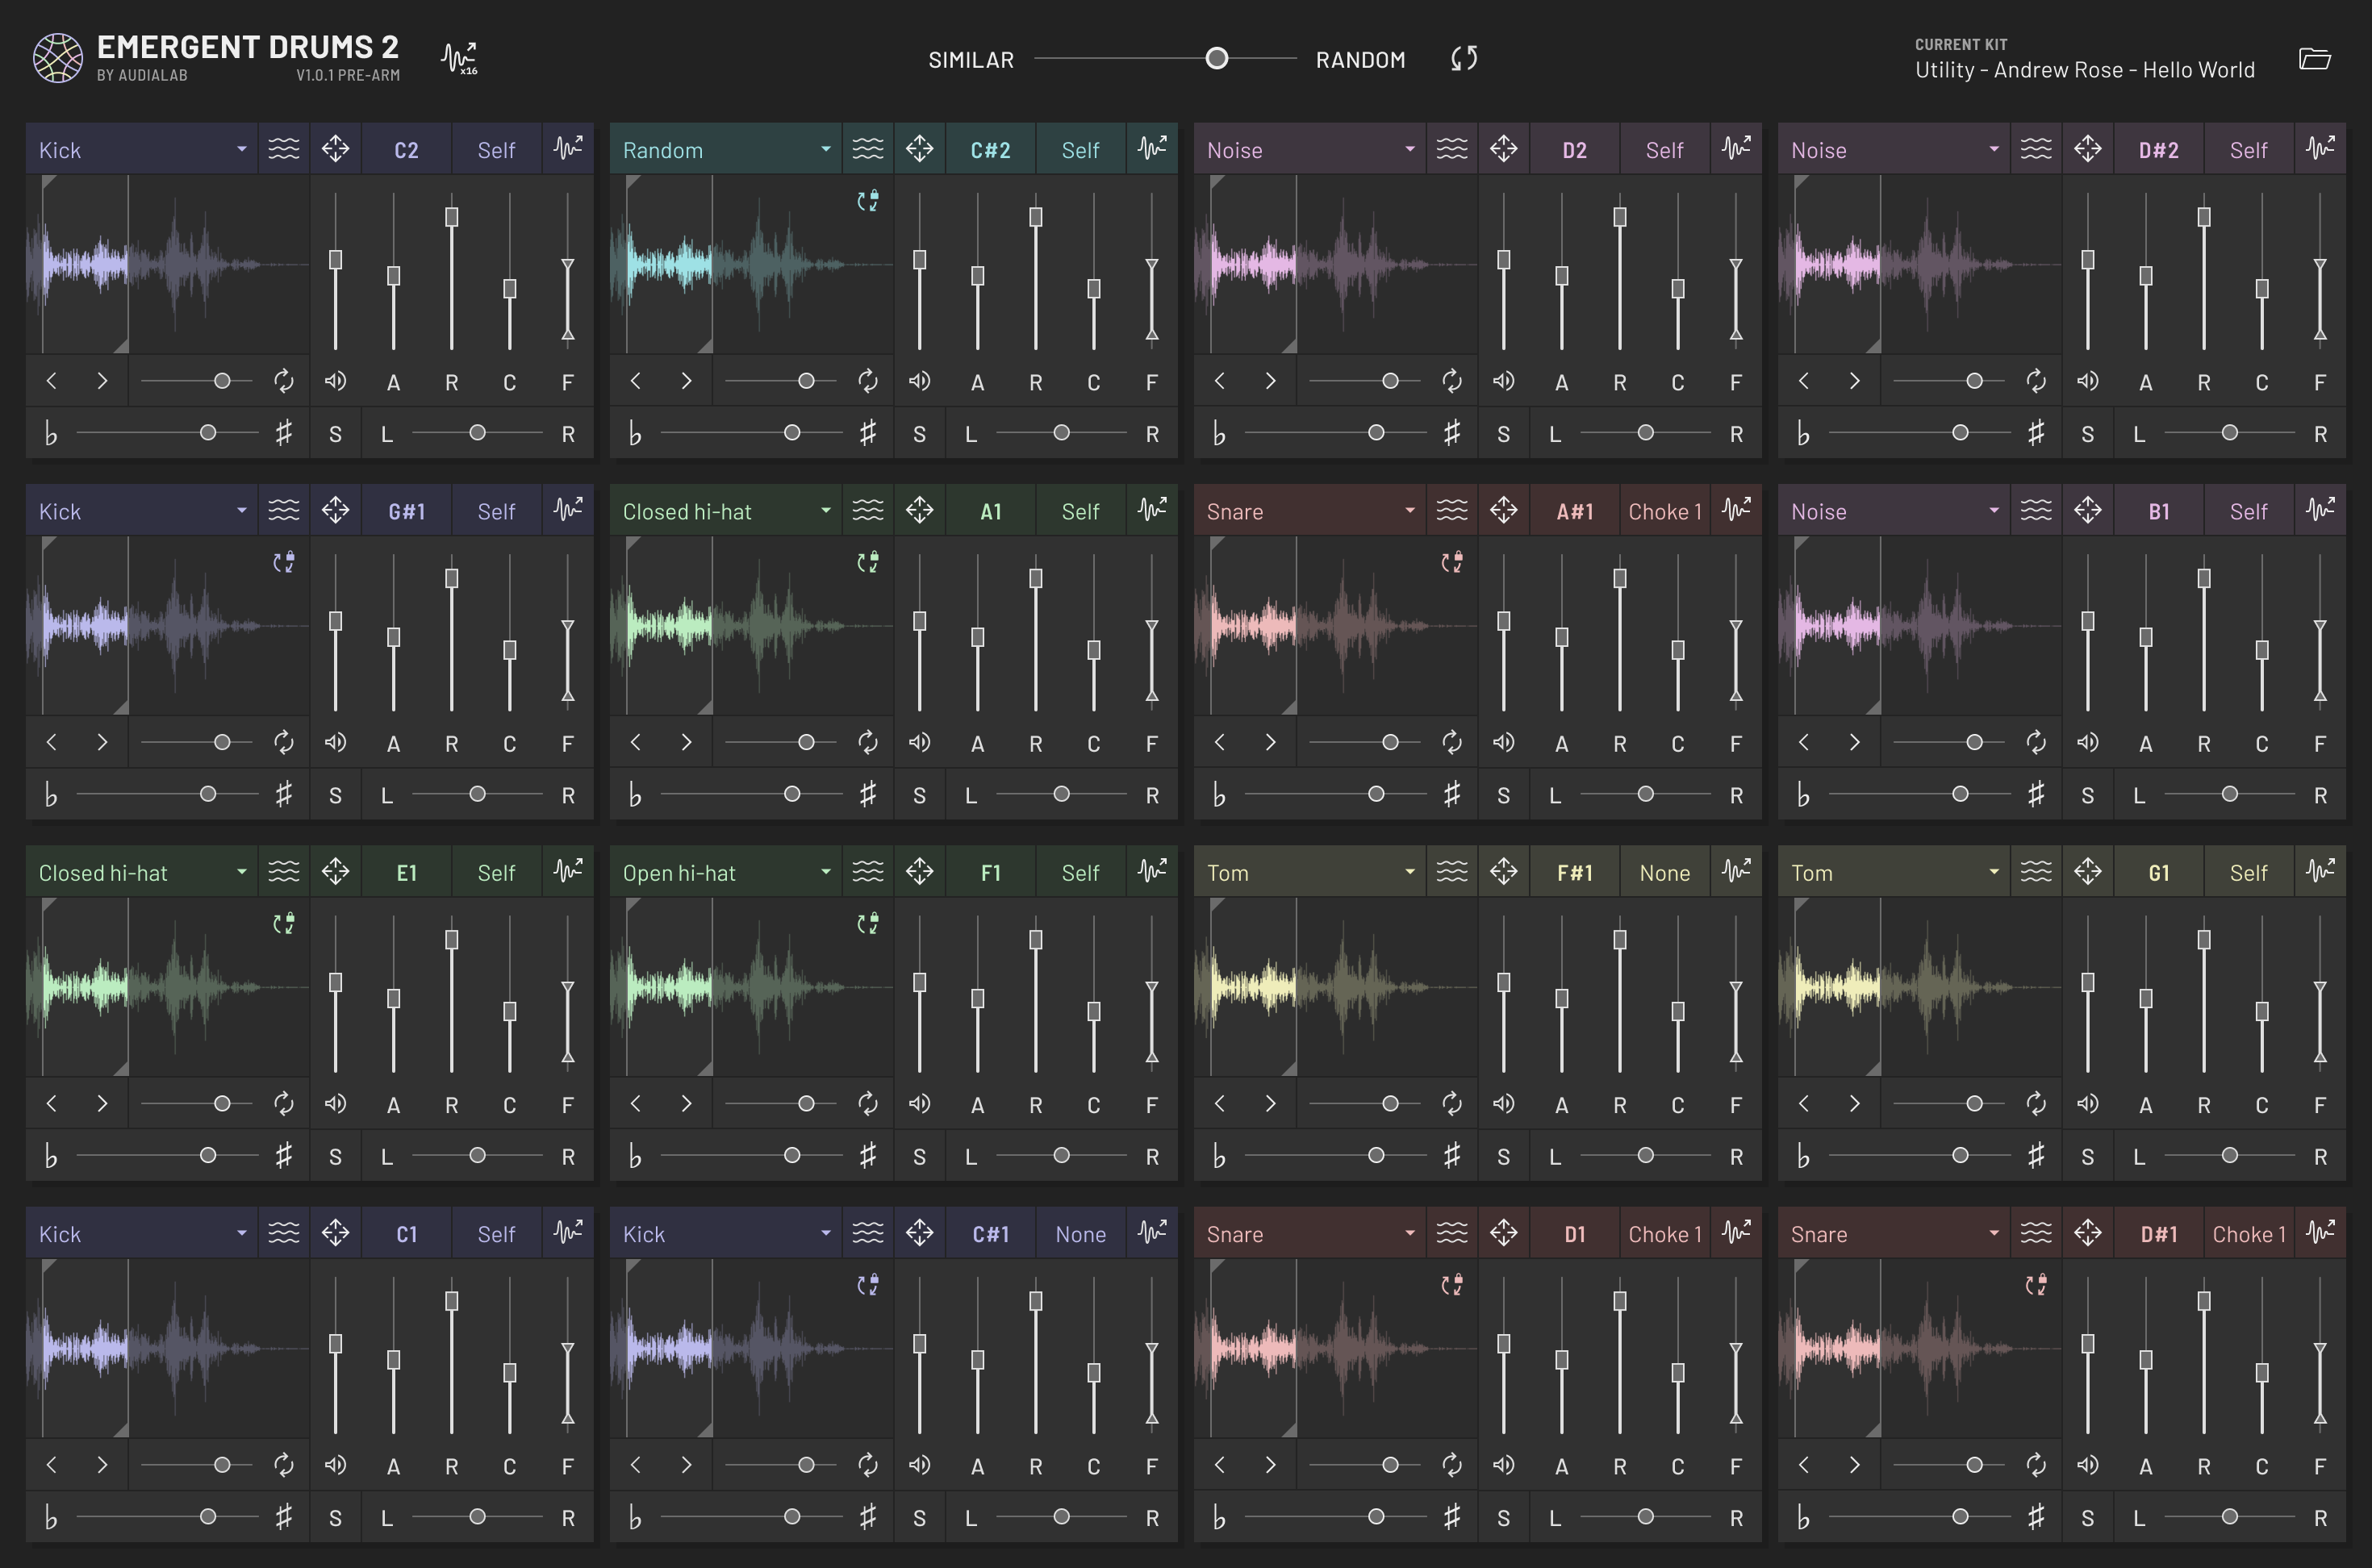 EMERGENT DRUMS 2
BY AUDIALAB V1.0.1 PRE-ARM
x16
SIMILAR RANDOM
CURRENT KIT
Utility - Andrew Rose - Hello World
Kick C2 Self Random C#2 Self Noise D2 Self Noise D#2 Self
A R C F A R C F A R C F A R C F
♭ ♯ S L R ♭ ♯ S L R ♭ ♯ S L R ♭ ♯ S L R
Kick G#1 Self Closed hi-hat A1 Self Snare A#1 Choke 1 Noise B1 Self
A R C F A R C F A R C F A R C F
♭ ♯ S L R ♭ ♯ S L R ♭ ♯ S L R ♭ ♯ S L R
Closed hi-hat E1 Self Open hi-hat F1 Self Tom F#1 None Tom G1 Self
A R C F A R C F A R C F A R C F
♭ ♯ S L R ♭ ♯ S L R ♭ ♯ S L R ♭ ♯ S L R
Kick C1 Self Kick C#1 None Snare D1 Choke 1 Snare D#1 Choke 1
A R C F A R C F A R C F A R C F
♭ ♯ S L R ♭ ♯ S L R ♭ ♯ S L R ♭ ♯ S L R